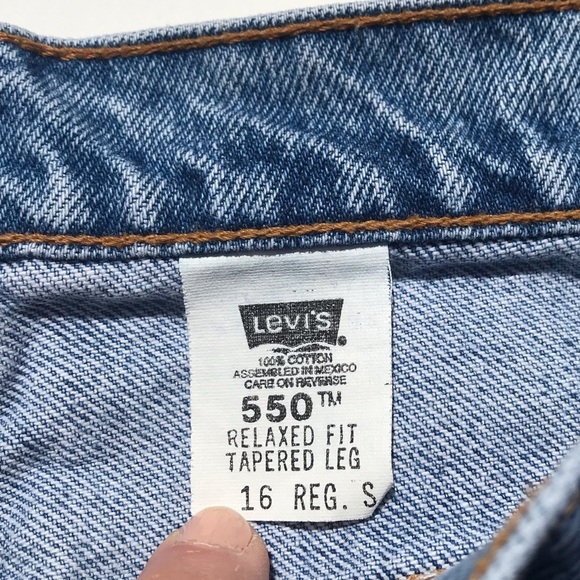 Levi's
100% COTTON
ASSEMBLED IN MEXICO
CARE ON REVERSE
550™
RELAXED FIT
TAPERED LEG
16 REG. S